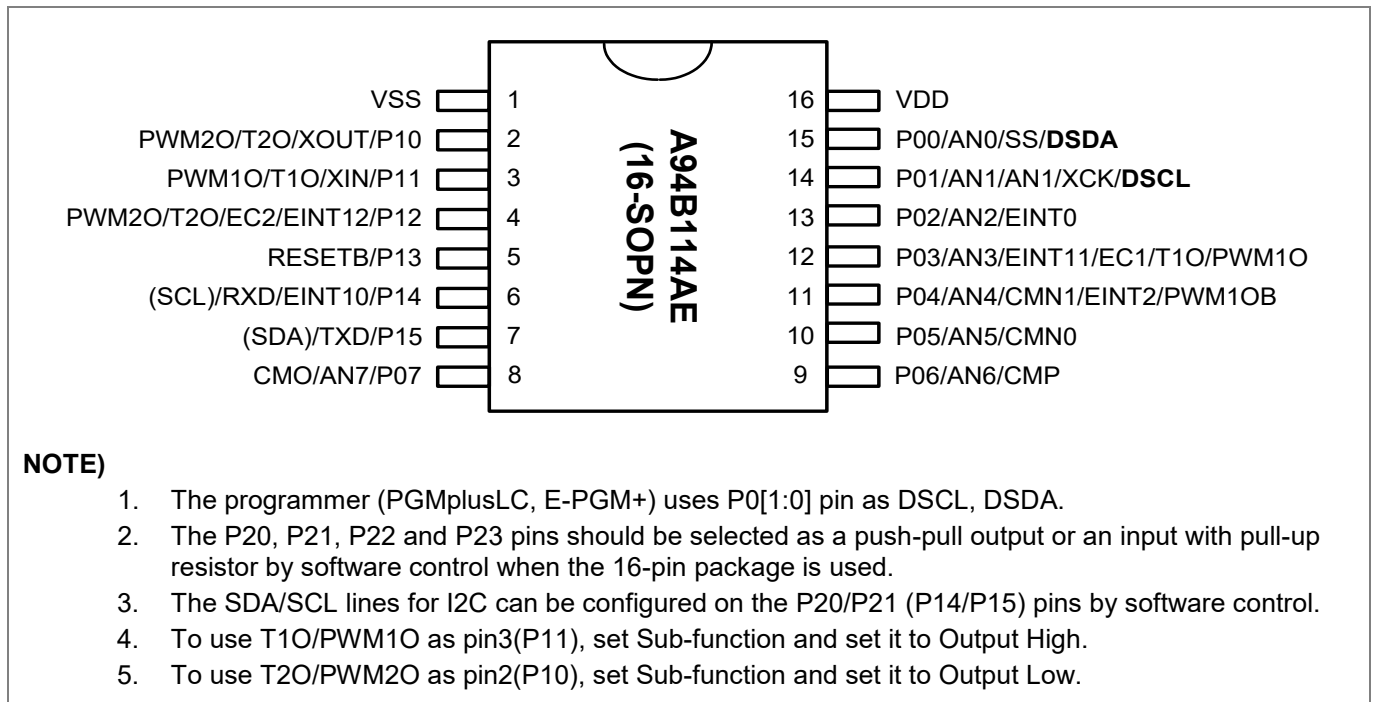 VSS 1 16 VDD
PWM2O/T2O/XOUT/P10 2 15 P00/AN0/SS/DSDA
PWM1O/T1O/XIN/P11 3 14 P01/AN1/AN1/XCK/DSCL
PWM2O/T2O/EC2/EINT12/P12 4 13 P02/AN2/EINT0
RESETB/P13 5 12 P03/AN3/EINT11/EC1/T1O/PWM1O
(SCL)/RXD/EINT10/P14 6 11 P04/AN4/CMN1/EINT2/PWM1OB
(SDA)/TXD/P15 7 10 P05/AN5/CMN0
CMO/AN7/P07 8 9 P06/AN6/CMP
A94B114AE
(16-SOPN)
NOTE)
1. The programmer (PGMplusLC, E-PGM+) uses P0[1:0] pin as DSCL, DSDA.
2. The P20, P21, P22 and P23 pins should be selected as a push-pull output or an input with pull-up
resistor by software control when the 16-pin package is used.
3. The SDA/SCL lines for I2C can be configured on the P20/P21 (P14/P15) pins by software control.
4. To use T1O/PWM1O as pin3(P11), set Sub-function and set it to Output High.
5. To use T2O/PWM2O as pin2(P10), set Sub-function and set it to Output Low.